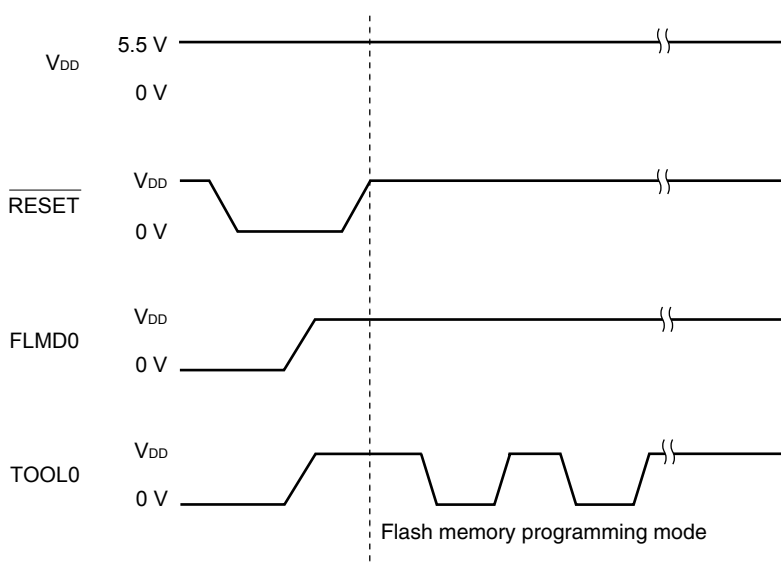 5.5 V
VDD
0 V
VDD
RESET
0 V
VDD
FLMD0
0 V
VDD
TOOL0
0 V
Flash memory programming mode